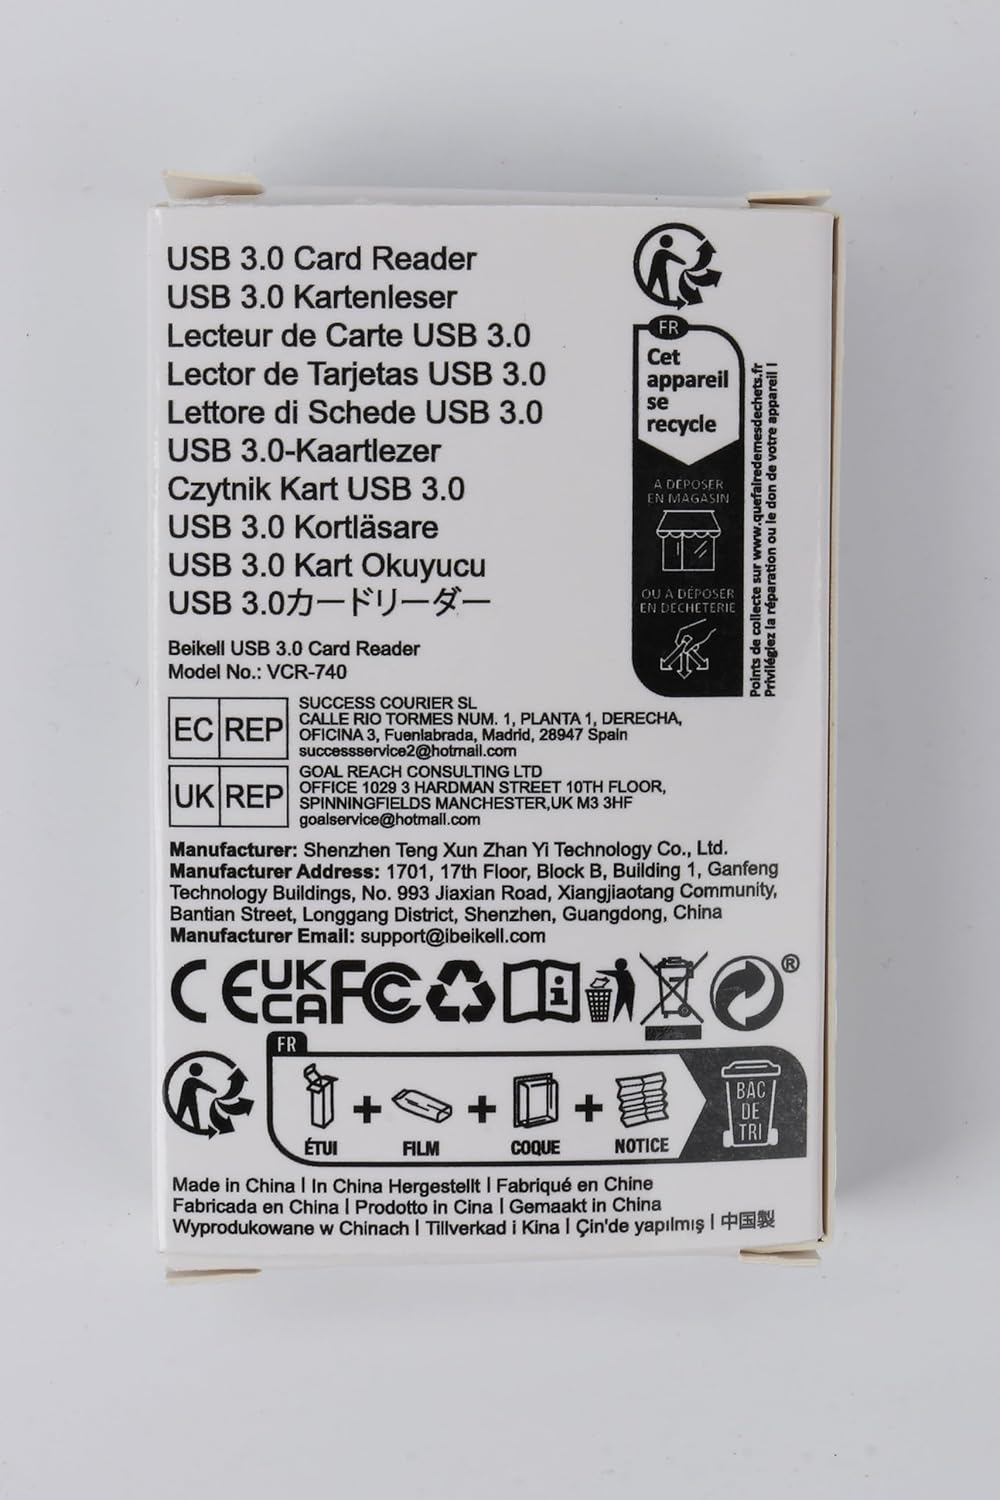 USB 3.0 Card Reader
USB 3.0 Kartenleser
Lecteur de Carte USB 3.0
Lector de Tarjetas USB 3.0
Lettore di Schede USB 3.0
USB 3.0-Kaartlezer
Czytnik Kart USB 3.0
USB 3.0 Kortläsare
USB 3.0 Kart Okuyucu
USB 3.0カードリーダー
FR
Cet
appareil
se
recycle
A DEPOSER
EN MAGASIN
OU A DÉPOSER
EN DECHETERIE
Points de collecte sur www.quefairedemesdechets.fr
Privilégiez la réparation ou le don de votre appareil !
Beikell USB 3.0 Card Reader
Model No.: VCR-740
EC REP
SUCCESS COURIER SL
CALLE RIO TORMES NUM. 1, PLANTA 1, DERECHA,
OFICINA 3, Fuenlabrada, Madrid, 28947 Spain
successservice2@hotmail.com
UK REP
GOAL REACH CONSULTING LTD
OFFICE 1029 3 HARDMAN STREET 10TH FLOOR,
SPINNINGFIELDS MANCHESTER,UK M3 3HF
goalservice@hotmail.com
Manufacturer: Shenzhen Teng Xun Zhan Yi Technology Co., Ltd.
Manufacturer Address: 1701, 17th Floor, Block B, Building 1, Ganfeng
Technology Buildings, No. 993 Jiaxian Road, Xiangjiaotang Community,
Bantian Street, Longgang District, Shenzhen, Guangdong, China
Manufacturer Email: support@ibeikell.com
CE UK CA FC i ®
FR
ÉTUI + FILM + COQUE + NOTICE
BAC
DE
TRI
Made in China | In China Hergestellt | Fabriqué en Chine
Fabricada en China | Prodotto in Cina | Gemaakt in China
Wyprodukowane w Chinach | Tillverkad i Kina | Çin'de yapılmış | 中国製